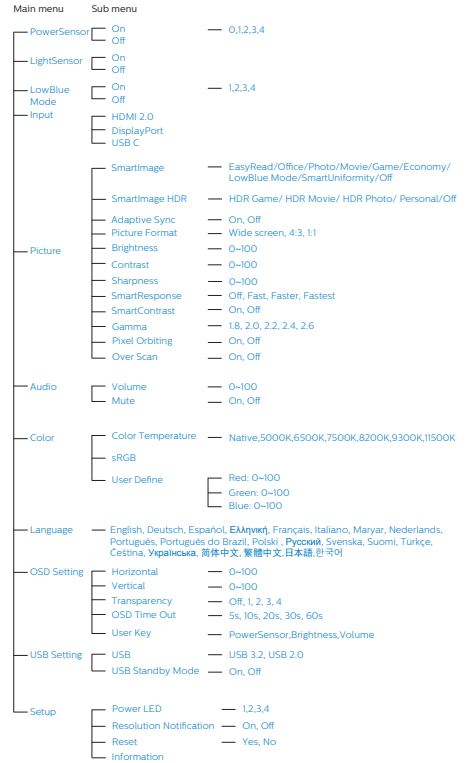 Main menu Sub menu
PowerSensor On 0,1,2,3,4
Off
LightSensor On
Off
LowBlue Mode On 1,2,3,4
Off
Input HDMI 2.0
DisplayPort
USB C
Picture
SmartImage EasyRead/Office/Photo/Movie/Game/Economy/
LowBlue Mode/SmartUniformity/Off
SmartImage HDR HDR Game/ HDR Movie/ HDR Photo/ Personal/Off
Adaptive Sync On, Off
Picture Format Wide screen, 4:3, 1:1
Brightness 0~100
Contrast 0~100
Sharpness 0~100
SmartResponse Off, Fast, Faster, Fastest
SmartContrast On, Off
Gamma 1.8, 2.0, 2.2, 2.4, 2.6
Pixel Orbiting On, Off
Over Scan On, Off
Audio Volume 0~100
Mute On, Off
Color Color Temperature Native,5000K,6500K,7500K,8200K,9300K,11500K
sRGB
User Define Red: 0~100
Green: 0~100
Blue: 0~100
Language English, Deutsch, Español, Ελληνική, Français, Italiano, Maryar, Nederlands,
Português, Português do Brazil, Polski , Русский, Svenska, Suomi, Türkçe,
Čeština, Українська, 简体中文, 繁體中文,日本語,한국어
OSD Setting Horizontal 0~100
Vertical 0~100
Transparency Off, 1, 2, 3, 4
OSD Time Out 5s, 10s, 20s, 30s, 60s
User Key PowerSensor,Brightness,Volume
USB Setting USB USB 3.2, USB 2.0
USB Standby Mode On, Off
Setup Power LED 1,2,3,4
Resolution Notification On, Off
Reset Yes, No
Information